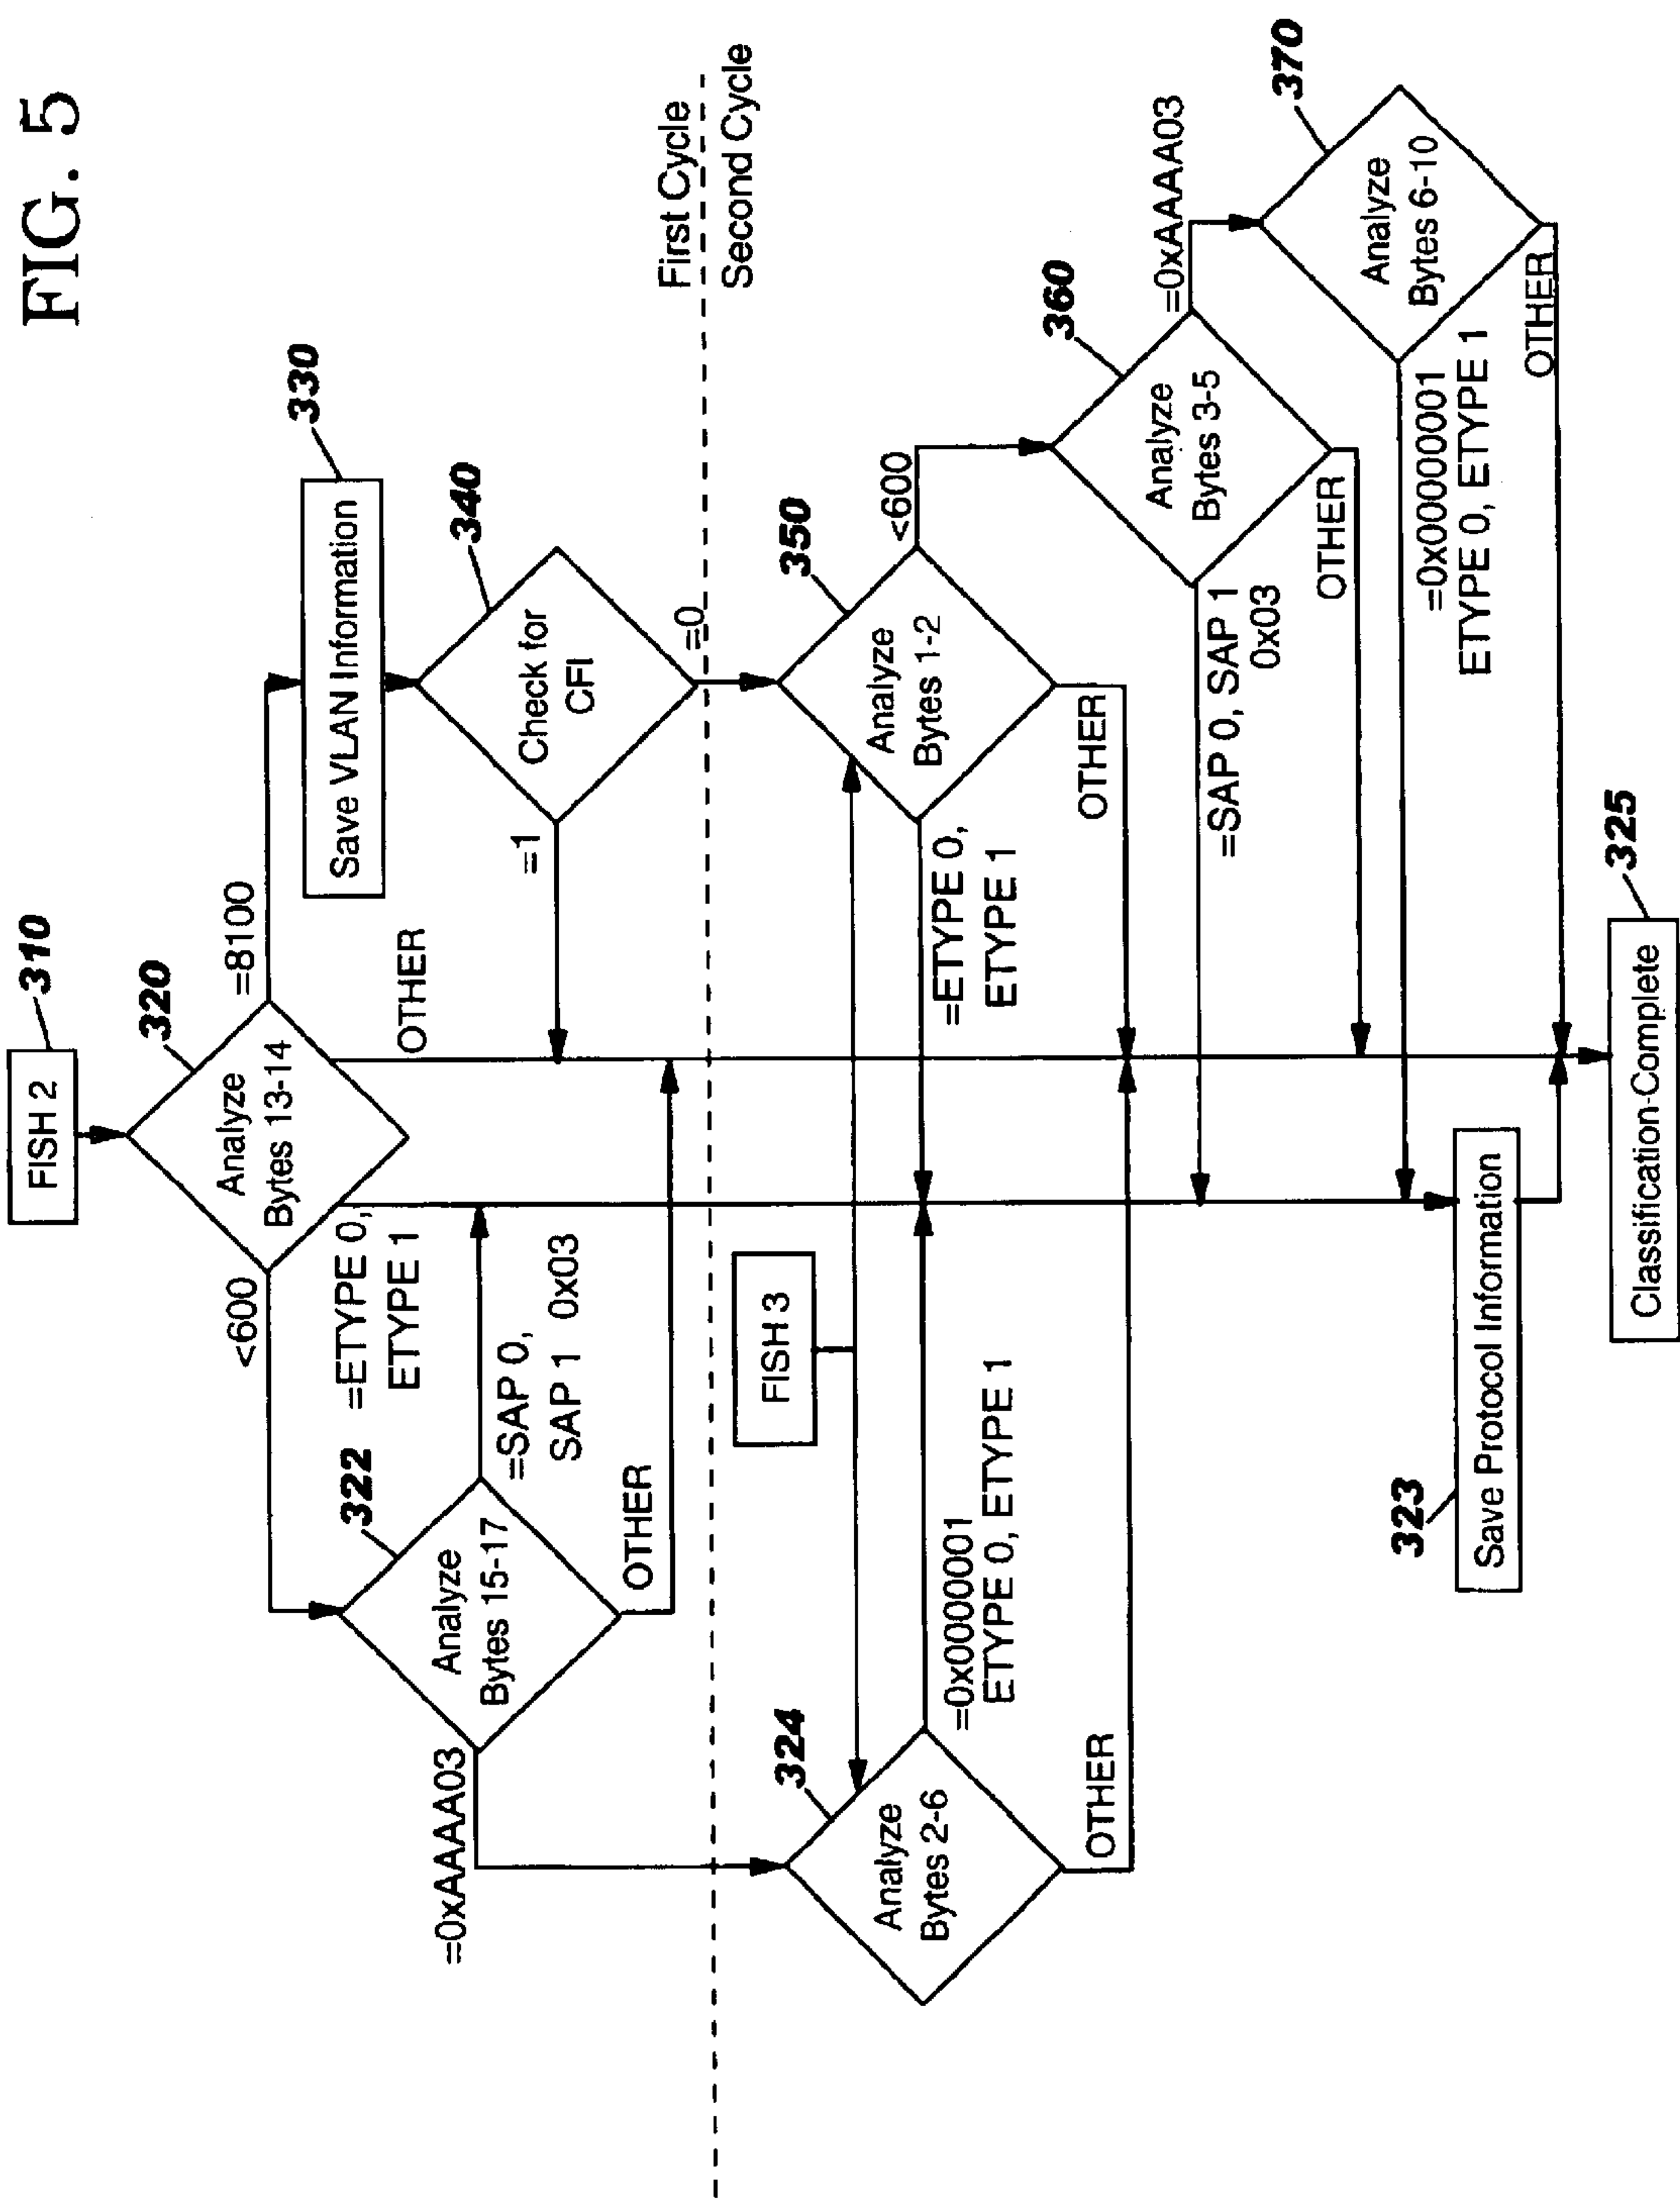 FIG. 5
FISH 2
310
320
Analyze
Bytes 13-14
<600
=8100
=ETYPE 0,
ETYPE 1
OTHER
330
Save VLAN Information
322
Analyze
Bytes 15-17
=SAP 0,
SAP 1 0x03
OTHER
=0xAAAA03
340
Check for
CFI
=1
=0
First Cycle
Second Cycle
FISH 3
324
Analyze
Bytes 2-6
=0x0000001
ETYPE 0, ETYPE 1
OTHER
350
Analyze
Bytes 1-2
<600
=ETYPE 0,
ETYPE 1
OTHER
360
Analyze
Bytes 3-5
=0xAAAA03
=SAP 0, SAP 1
0x03
OTHER
370
Analyze
Bytes 6-10
=0x0000001
ETYPE 0, ETYPE 1
OTHER
323
Save Protocol Information
325
Classification-Complete